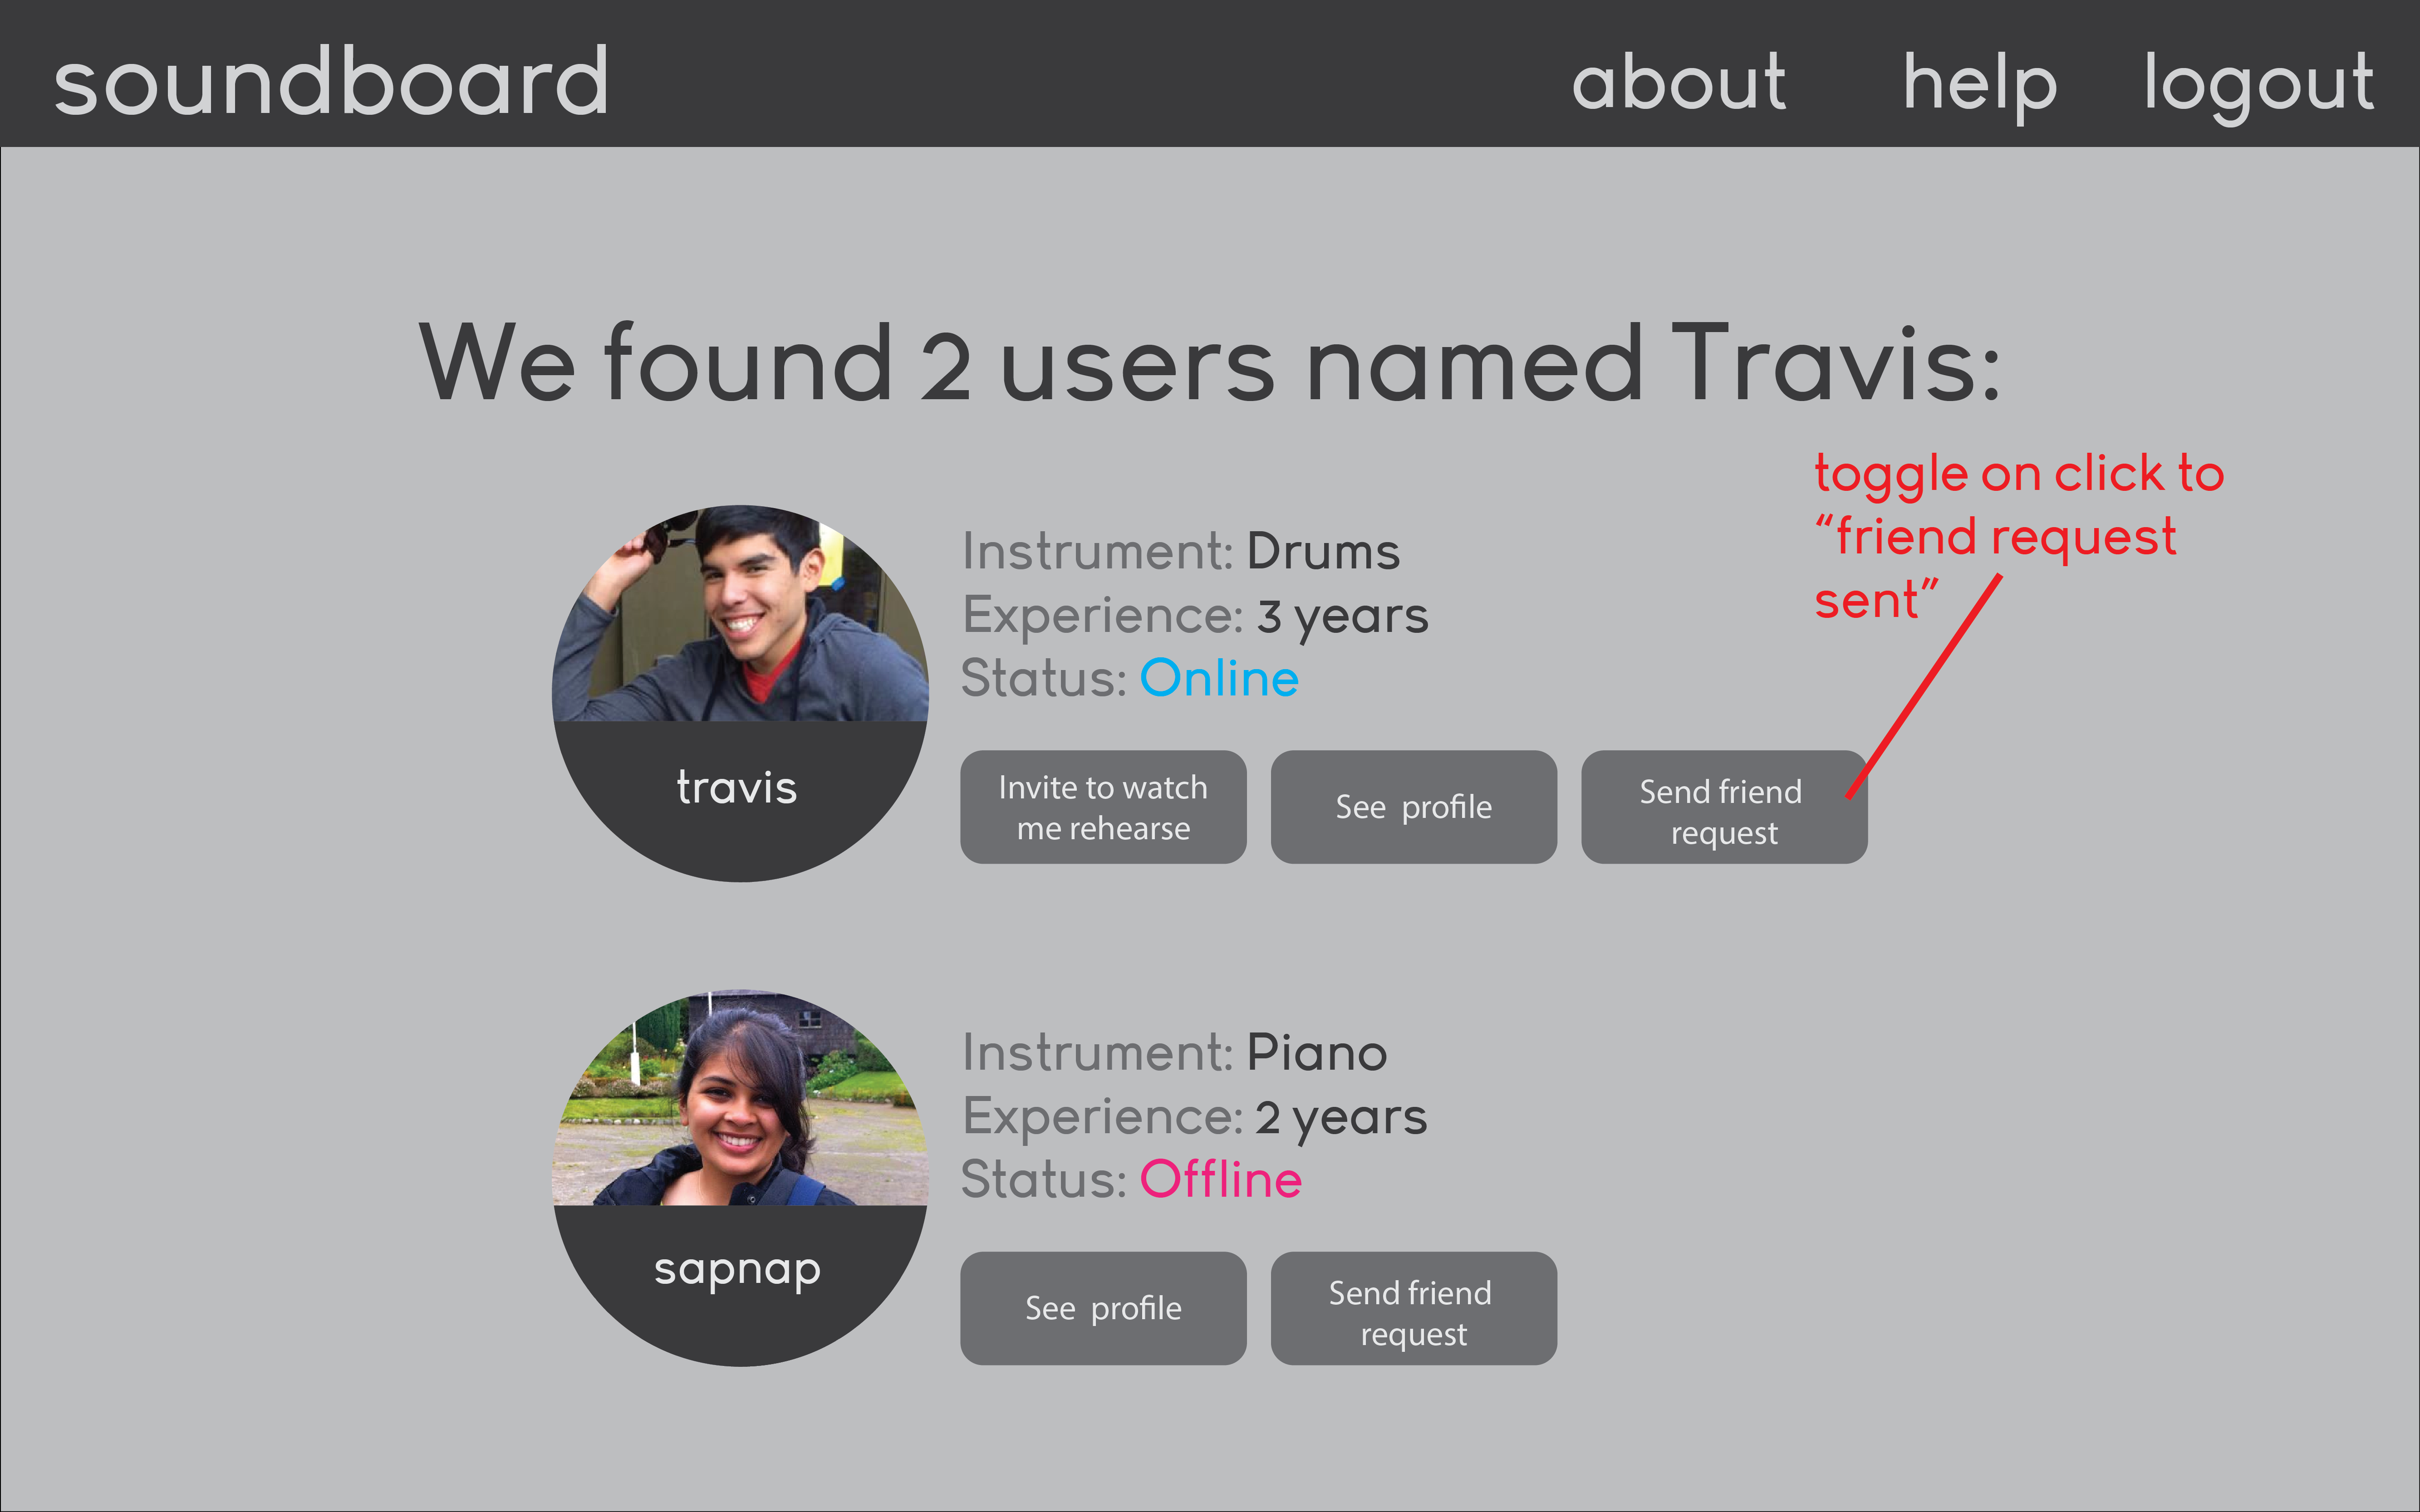 soundboard
about help logout
We found 2 users named Travis:
toggle on click to
“friend request
sent”
Instrument: Drums
Experience: 3 years
Status: Online
travis
Invite to watch
me rehearse
See profile
Send friend
request
Instrument: Piano
Experience: 2 years
Status: Offline
sapnap
See profile
Send friend
request